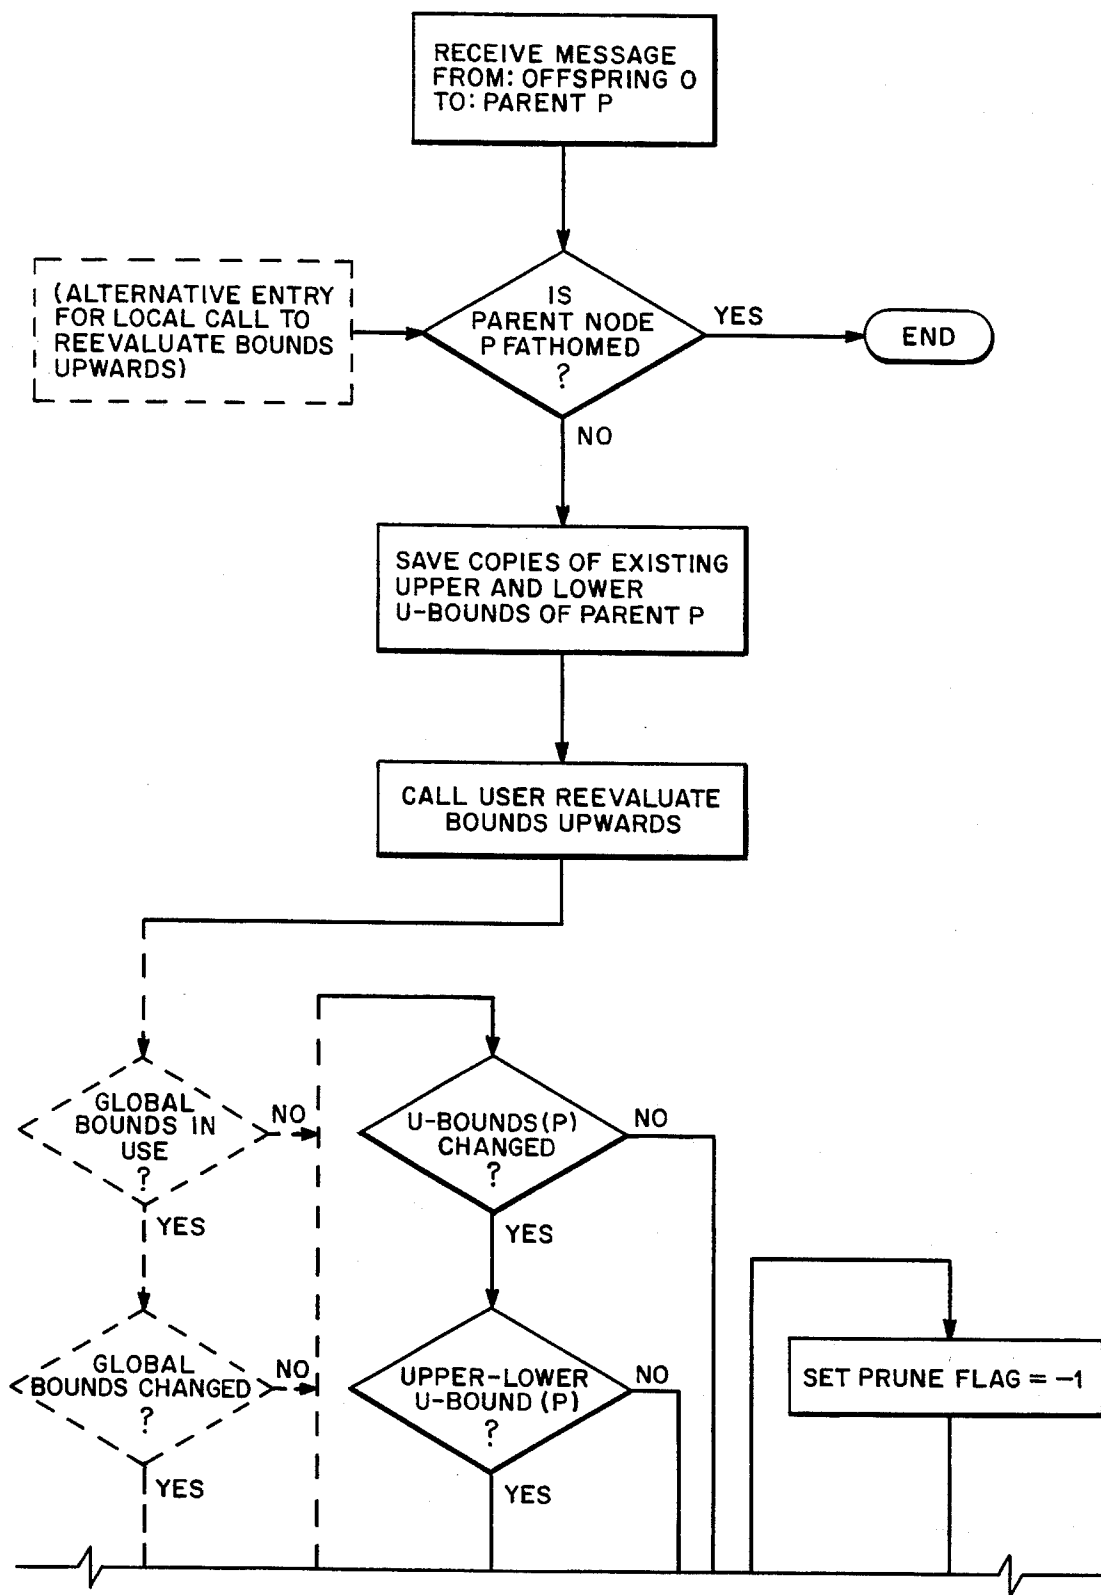 RECEIVE MESSAGE
FROM: OFFSPRING O
TO: PARENT P
(ALTERNATIVE ENTRY
FOR LOCAL CALL TO
REEVALUATE BOUNDS
UPWARDS)
IS
PARENT NODE
P FATHOMED
?
YES
END
NO
SAVE COPIES OF EXISTING
UPPER AND LOWER
U-BOUNDS OF PARENT P
CALL USER REEVALUATE
BOUNDS UPWARDS
GLOBAL
BOUNDS IN
USE
?
NO
YES
U-BOUNDS(P)
CHANGED
?
NO
YES
GLOBAL
BOUNDS CHANGED
?
NO
YES
UPPER-LOWER
U-BOUND (P)
?
NO
YES
SET PRUNE FLAG = -1